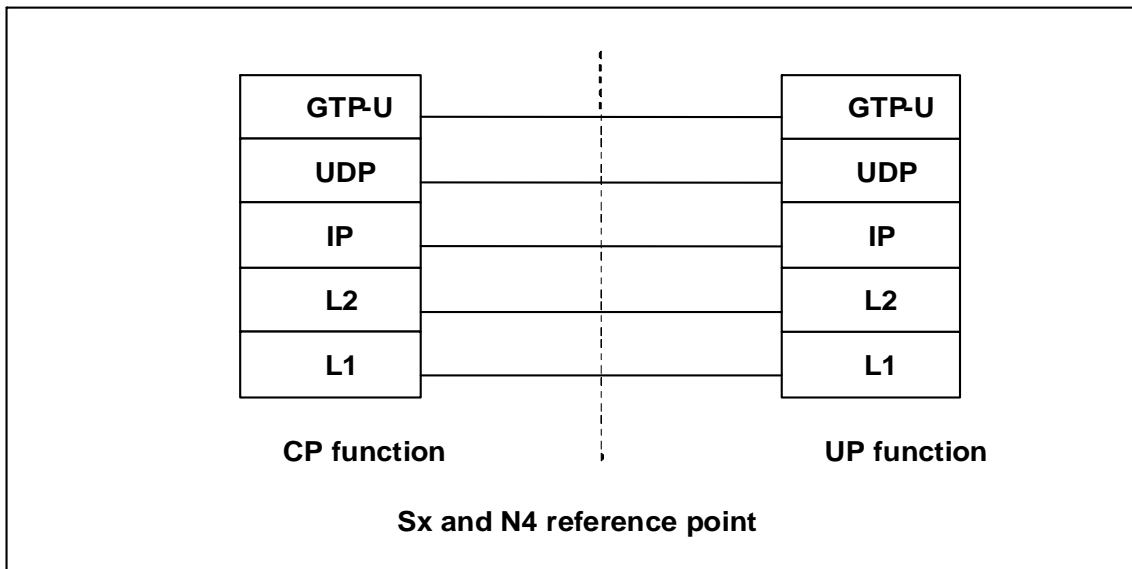 GTP-U GTP-U
UDP UDP
IP IP
L2 L2
L1 L1
CP function UP function
Sx and N4 reference point